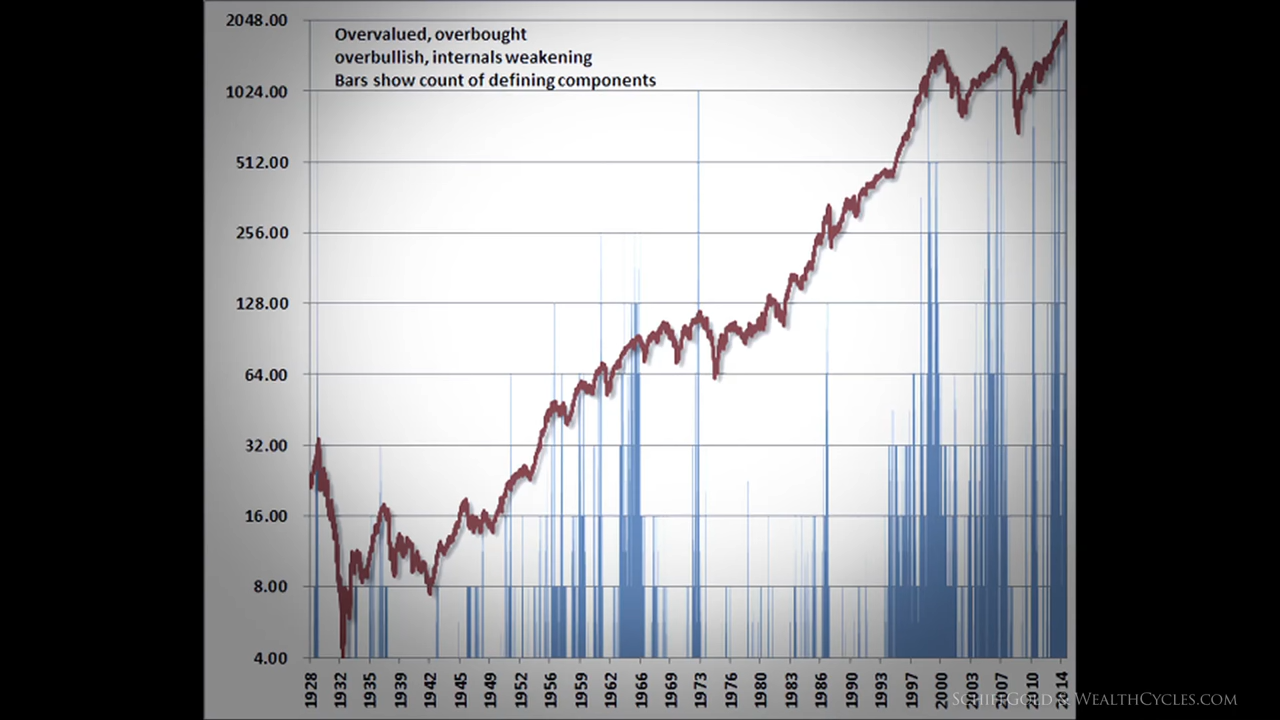 2048.00
1024.00
512.00
256.00
128.00
64.00
32.00
16.00
8.00
4.00
Overvalued, overbought
overbullish, internals weakening
Bars show count of defining components
1928 1932 1935 1939 1942 1945 1949 1952 1956 1959 1962 1966 1969 1973 1976 1980 1983 1986 1990 1993 1997 2000 2003 2007 2010 2014
SchiffGold & WealthCycles.com